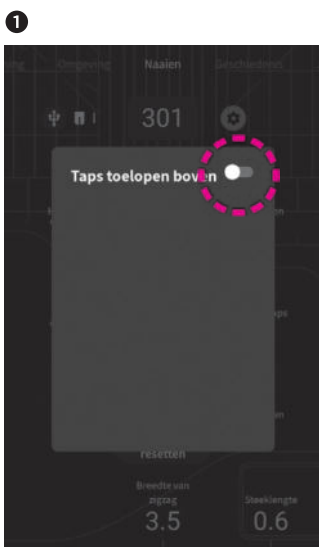 1
Omgeving Naaien Geschiedenis
301
Taps toelopen boven
resetten
Breedte van
zigzag
3.5
Steeklengte
0.6